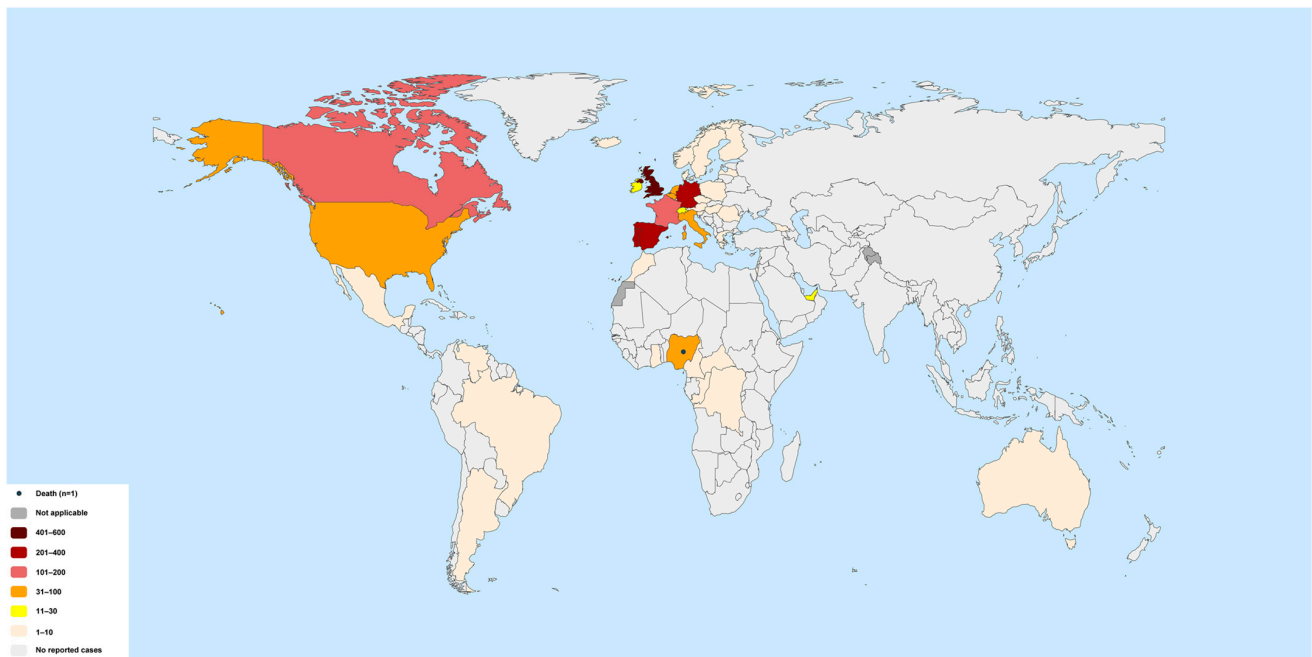 Death (n=1)
Not applicable
401–600
201–400
101–200
31–100
11–30
1–10
No reported cases